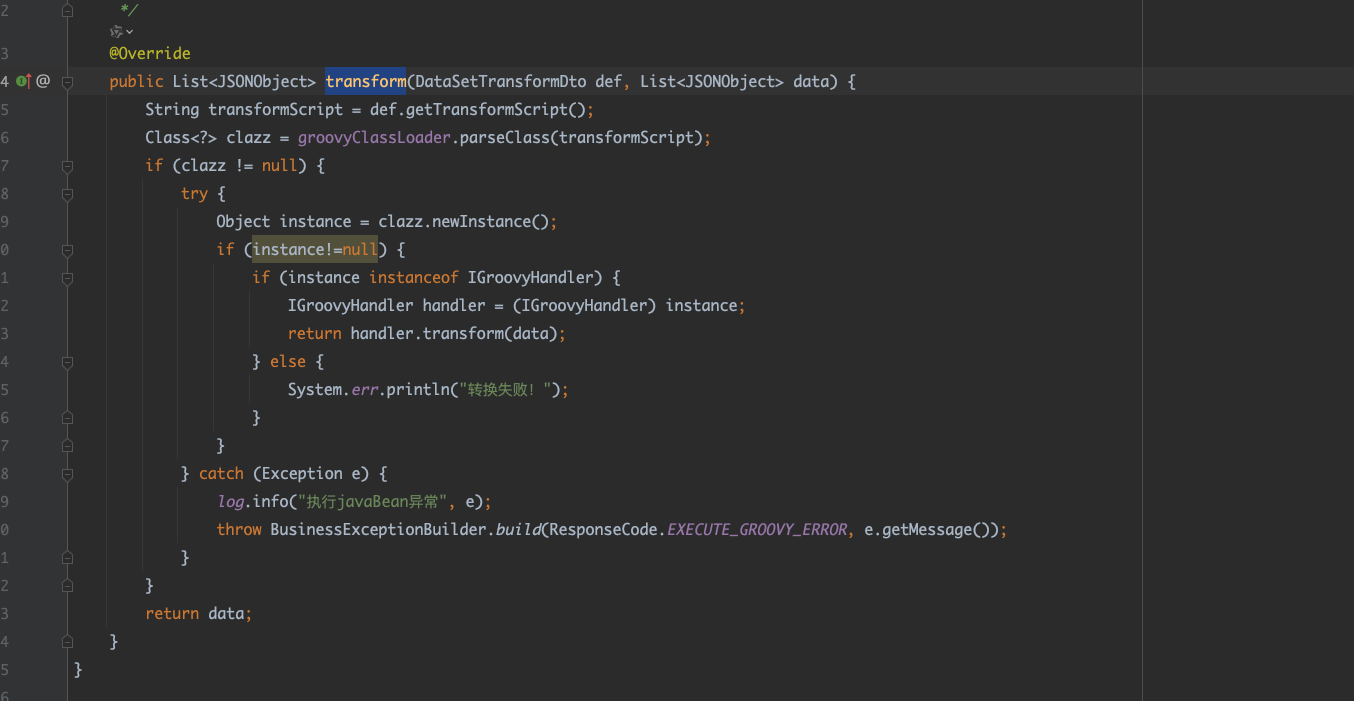 2 */
3 @Override
4 @ public List<JSONObject> transform(DataSetTransformDto def, List<JSONObject> data) {
5 String transformScript = def.getTransformScript();
6 Class<?> clazz = groovyClassLoader.parseClass(transformScript);
7 if (clazz != null) {
8 try {
9 Object instance = clazz.newInstance();
0 if (instance!=null) {
1 if (instance instanceof IGroovyHandler) {
2 IGroovyHandler handler = (IGroovyHandler) instance;
3 return handler.transform(data);
4 } else {
5 System.err.println("转换失败！");
6 }
7 }
8 } catch (Exception e) {
9 log.info("执行javaBean异常", e);
0 throw BusinessExceptionBuilder.build(ResponseCode.EXECUTE_GROOVY_ERROR, e.getMessage());
1 }
2 }
3 return data;
4 }
5 }
6